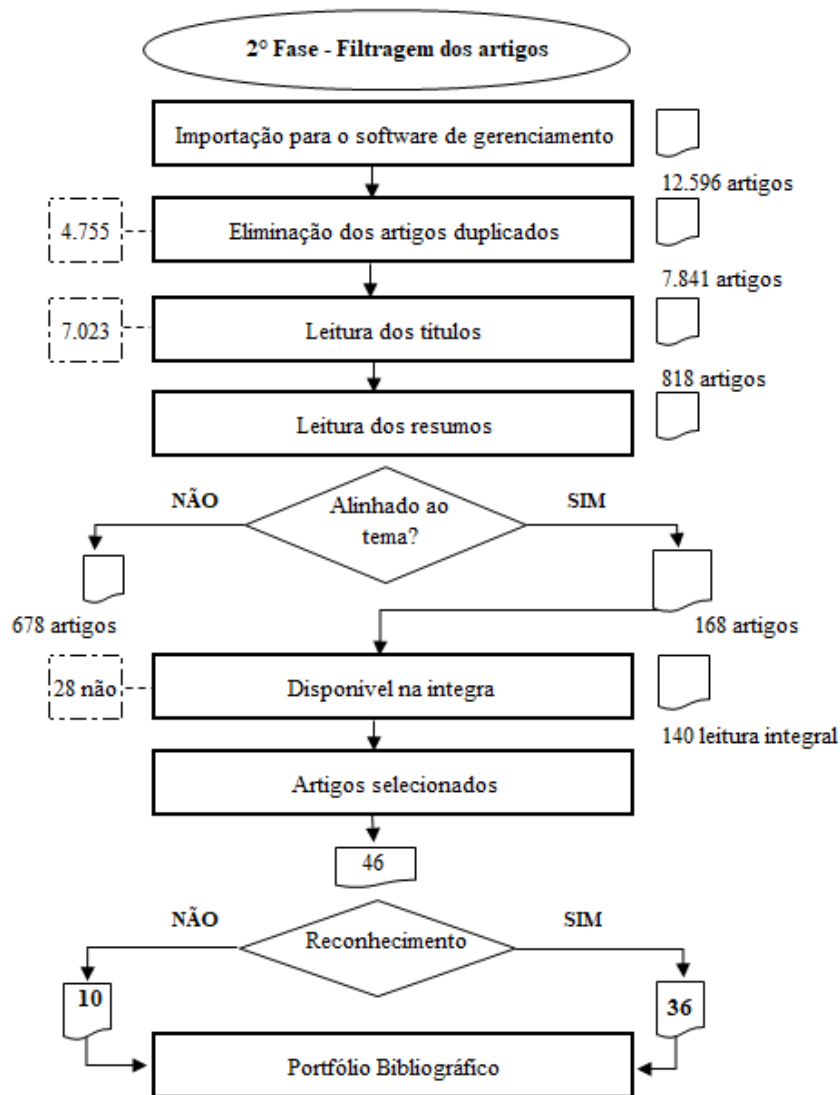 2° Fase - Filtragem dos artigos
Importação para o software de gerenciamento
12.596 artigos
4.755
Eliminação dos artigos duplicados
7.841 artigos
7.023
Leitura dos titulos
818 artigos
Leitura dos resumos
NÃO
Alinhado ao
tema?
SIM
678 artigos
168 artigos
28 não
Disponível na integra
140 leitura integral
Artigos selecionados
46
NÃO
Reconhecimento
SIM
10
36
Portfólio Bibliográfico